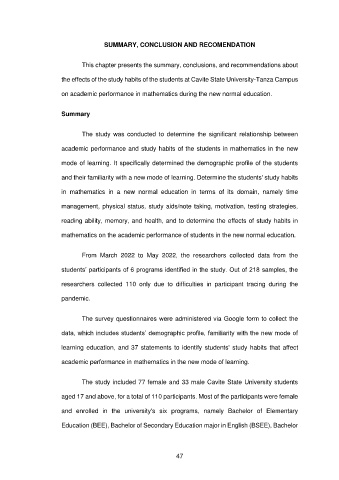 SUMMARY, CONCLUSION AND RECOMENDATION
This chapter presents the summary, conclusions, and recommendations about
the effects of the study habits of the students at Cavite State University-Tanza Campus
on academic performance in mathematics during the new normal education.
Summary
The study was conducted to determine the significant relationship between
academic performance and study habits of the students in mathematics in the new
mode of learning. It specifically determined the demographic profile of the students
and their familiarity with a new mode of learning. Determine the students' study habits
in mathematics in a new normal education in terms of its domain, namely time
management, physical status, study aids/note taking, motivation, testing strategies,
reading ability, memory, and health, and to determine the effects of study habits in
mathematics on the academic performance of students in the new normal education.
From March 2022 to May 2022, the researchers collected data from the
students' participants of 6 programs identified in the study. Out of 218 samples, the
researchers collected 110 only due to difficulties in participant tracing during the
pandemic.
The survey questionnaires were administered via Google form to collect the
data, which includes students' demographic profile, familiarity with the new mode of
learning education, and 37 statements to identify students' study habits that affect
academic performance in mathematics in the new mode of learning.
The study included 77 female and 33 male Cavite State University students
aged 17 and above, for a total of 110 participants. Most of the participants were female
and enrolled in the university's six programs, namely Bachelor of Elementary
Education (BEE), Bachelor of Secondary Education major in English (BSEE), Bachelor
47